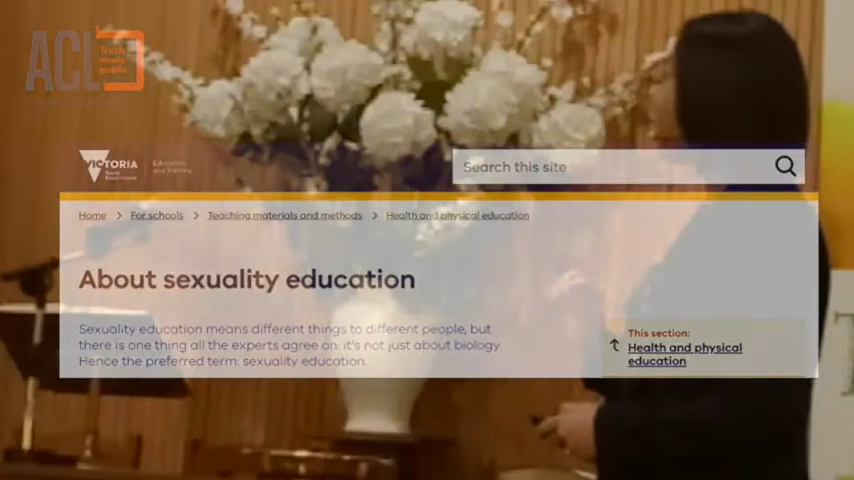 ACL
Truth
made
public
VICTORIA
State
Government
Education
and Training
Search this site
Home > For schools > Teaching materials and methods > Health and physical education
About sexuality education
Sexuality education means different things to different people, but
there is one thing all the experts agree on: it's not just about biology.
Hence the preferred term: sexuality education.
This section:
↑ Health and physical
education